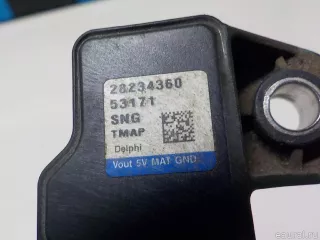 28234360
53171
SNG
TMAP
Delphi
Vout 5V MAT GND